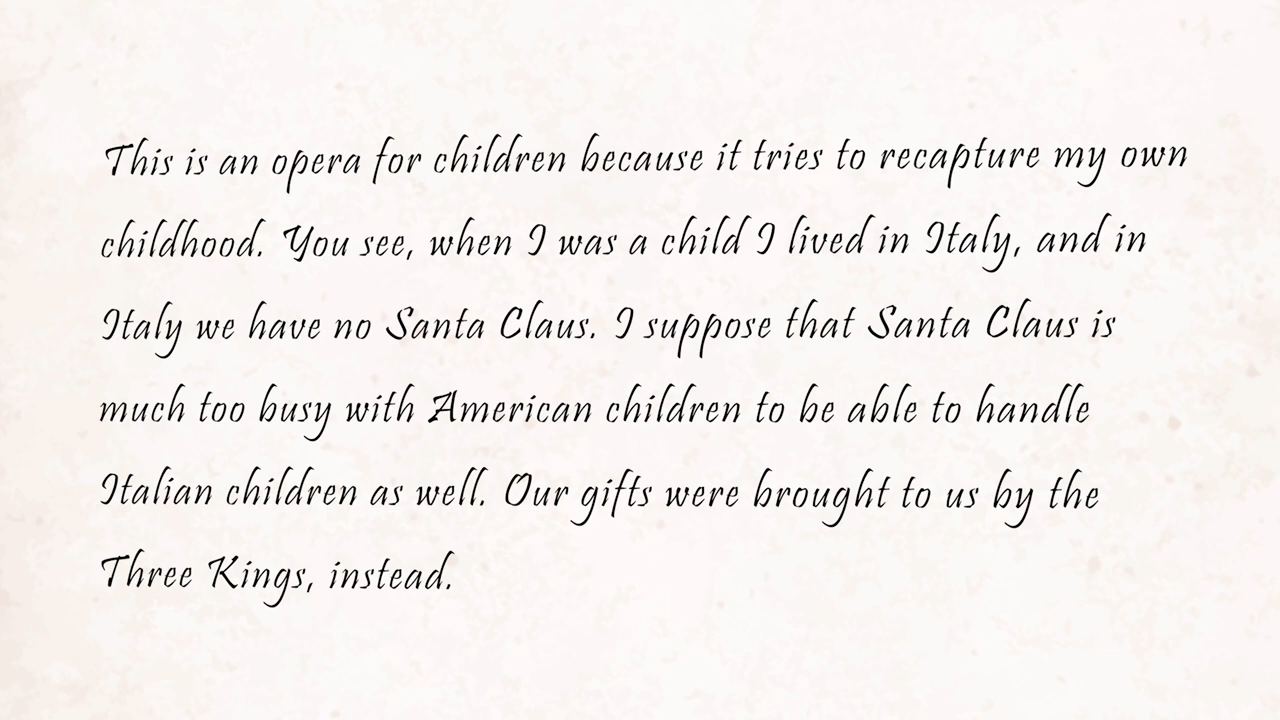 This is an opera for children because it tries to recapture my own
childhood. You see, when I was a child I lived in Italy, and in
Italy we have no Santa Claus. I suppose that Santa Claus is
much too busy with American children to be able to handle
Italian children as well. Our gifts were brought to us by the
Three Kings, instead.